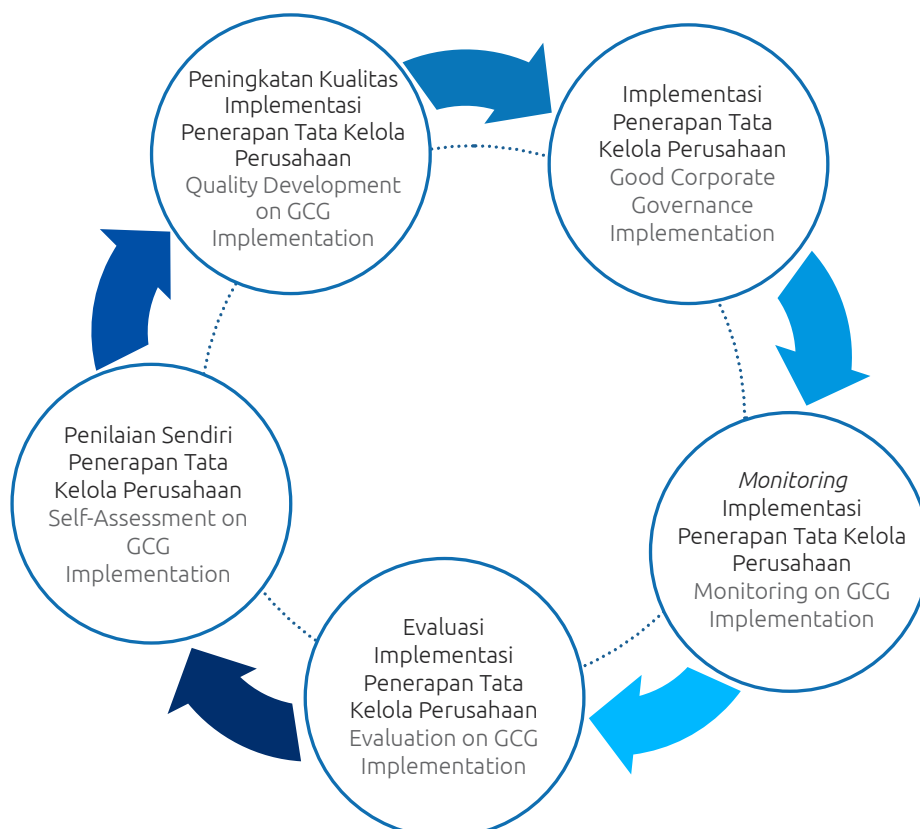 Peningkatan Kualitas
Implementasi
Penerapan Tata Kelola
Perusahaan
Quality Development
on GCG
Implementation
Implementasi
Penerapan Tata
Kelola Perusahaan
Good Corporate
Governance
Implementation
Monitoring
Implementasi
Penerapan Tata Kelola
Perusahaan
Monitoring on GCG
Implementation
Evaluasi
Implementasi
Penerapan Tata
Kelola Perusahaan
Evaluation on GCG
Implementation
Penilaian Sendiri
Penerapan Tata
Kelola Perusahaan
Self-Assessment on
GCG
Implementation